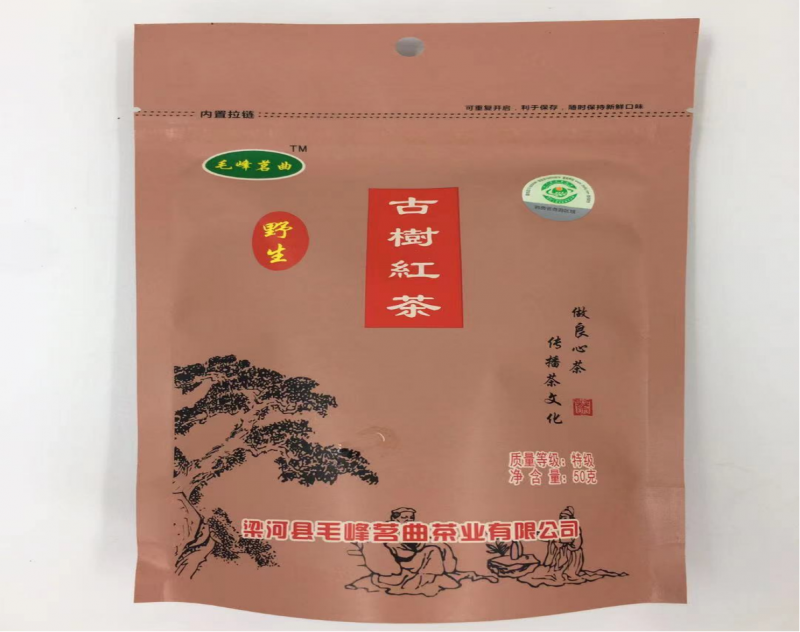 内置拉链
可重复开启,利于保存,随时保持新鲜口味
TM
毛峰茗曲
野生
古樹紅茶
做良心茶
传播茶文化
质量等级:特级
净含量:50克
梁河县毛峰茗曲茶业有限公司